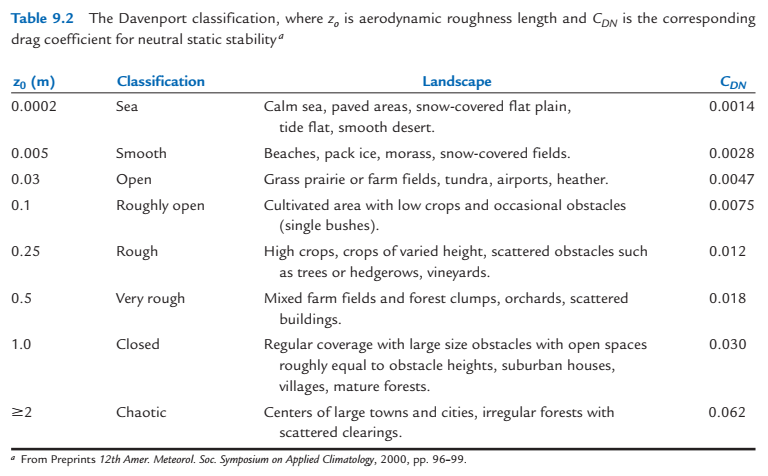 Table 9.2 The Davenport classification, where zo is aerodynamic roughness length and CDN is the corresponding
drag coefficient for neutral static stability a
z0 (m) Classification Landscape CDN
0.0002 Sea Calm sea, paved areas, snow-covered flat plain, 0.0014
tide flat, smooth desert.
0.005 Smooth Beaches, pack ice, morass, snow-covered fields. 0.0028
0.03 Open Grass prairie or farm fields, tundra, airports, heather. 0.0047
0.1 Roughly open Cultivated area with low crops and occasional obstacles 0.0075
(single bushes).
0.25 Rough High crops, crops of varied height, scattered obstacles such 0.012
as trees or hedgerows, vineyards.
0.5 Very rough Mixed farm fields and forest clumps, orchards, scattered 0.018
buildings.
1.0 Closed Regular coverage with large size obstacles with open spaces 0.030
roughly equal to obstacle heights, suburban houses,
villages, mature forests.
≥2 Chaotic Centers of large towns and cities, irregular forests with 0.062
scattered clearings.
a From Preprints 12th Amer. Meteorol. Soc. Symposium on Applied Climatology, 2000, pp. 96–99.